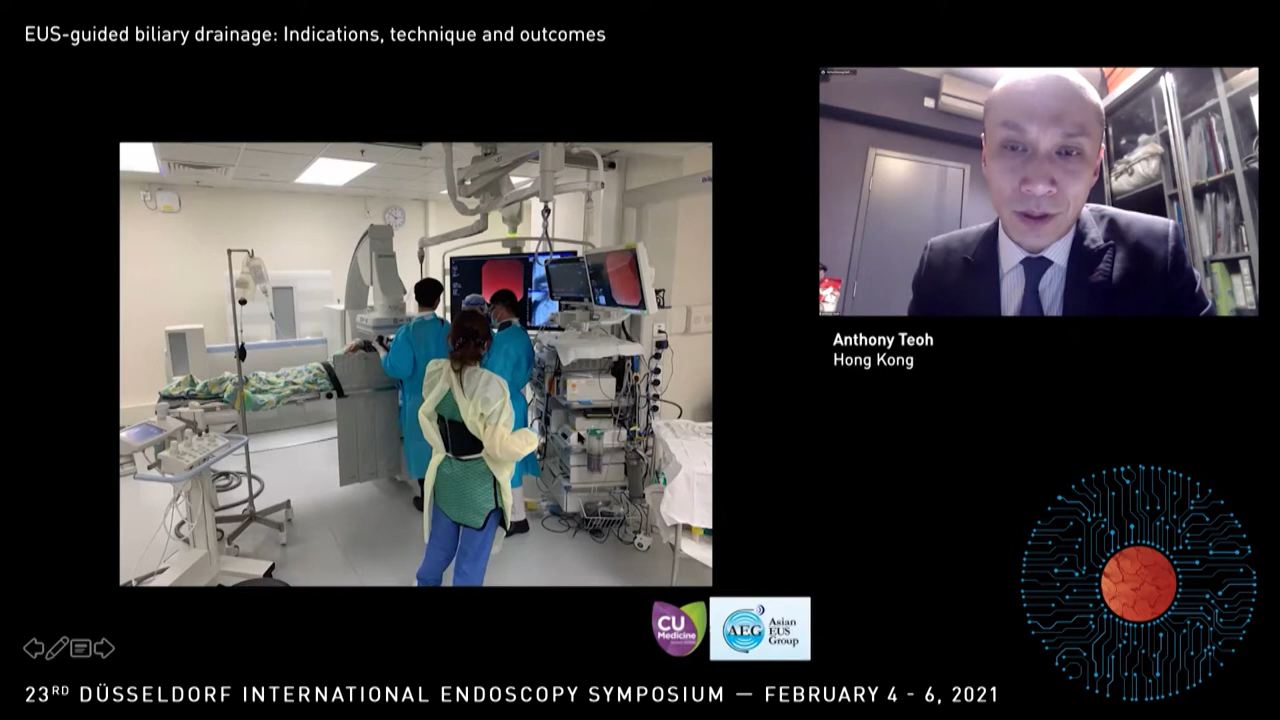 EUS-guided biliary drainage: Indications, technique and outcomes
Anthony Teoh
Hong Kong
CU
Medicine
AEG
Asian
EUS
Group
23RD DÜSSELDORF INTERNATIONAL ENDOSCOPY SYMPOSIUM — FEBRUARY 4 - 6, 2021